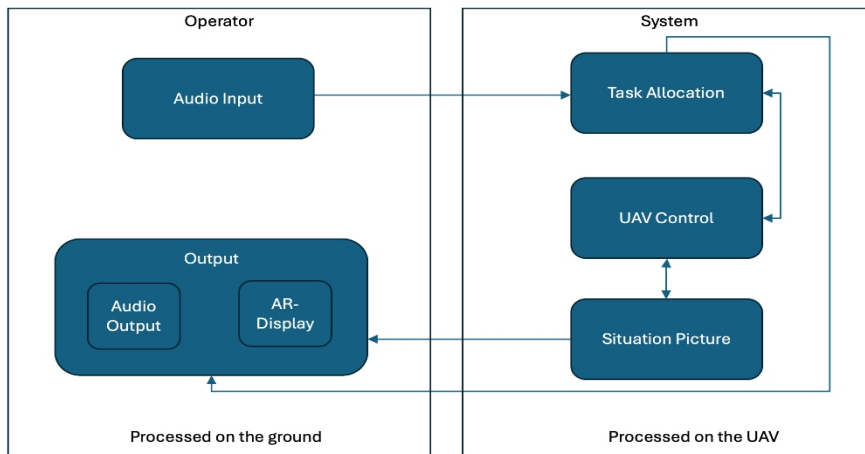 Operator
System
Audio Input
Task Allocation
UAV Control
Output
Audio
Output
AR-
Display
Situation Picture
Processed on the ground
Processed on the UAV